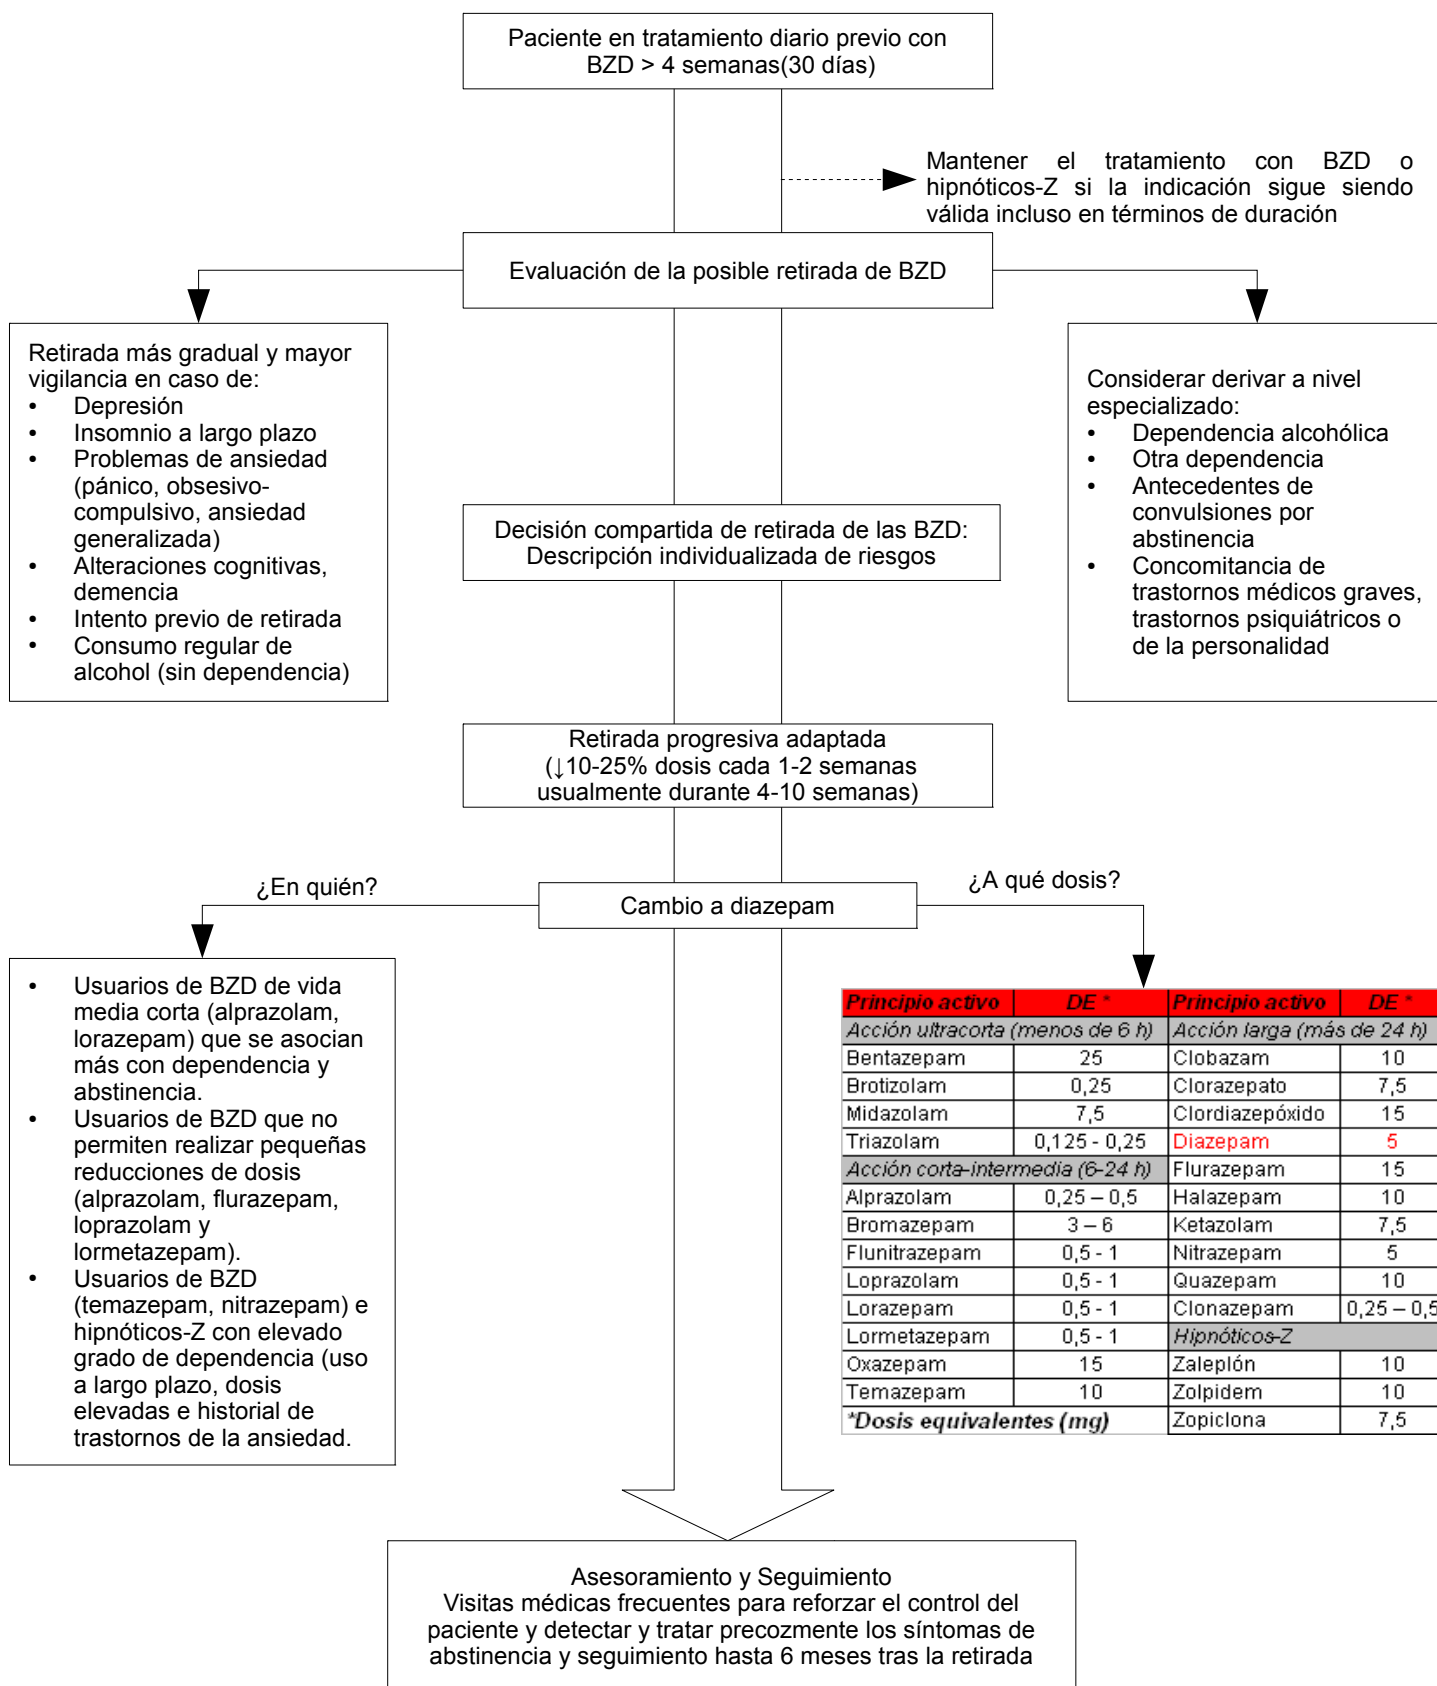 Paciente en tratamiento diario previo con
BZD > 4 semanas(30 días)
Mantener el tratamiento con BZD o
hipnóticos-Z si la indicación sigue siendo
válida incluso en términos de duración
Evaluación de la posible retirada de BZD
Retirada más gradual y mayor
vigilancia en caso de:
• Depresión
• Insomnio a largo plazo
• Problemas de ansiedad
(pánico, obsesivo-
compulsivo, ansiedad
generalizada)
• Alteraciones cognitivas,
demencia
• Intento previo de retirada
• Consumo regular de
alcohol (sin dependencia)
Considerar derivar a nivel
especializado:
• Dependencia alcohólica
• Otra dependencia
• Antecedentes de
convulsiones por
abstinencia
• Concomitancia de
trastornos médicos graves,
trastornos psiquiátricos o
de la personalidad
Decisión compartida de retirada de las BZD:
Descripción individualizada de riesgos
Retirada progresiva adaptada
(↓10-25% dosis cada 1-2 semanas
usualmente durante 4-10 semanas)
¿En quién?
Cambio a diazepam
¿A qué dosis?
• Usuarios de BZD de vida
media corta (alprazolam,
lorazepam) que se asocian
más con dependencia y
abstinencia.
• Usuarios de BZD que no
permiten realizar pequeñas
reducciones de dosis
(alprazolam, flurazepam,
loprazolam y
lormetazepam).
• Usuarios de BZD
(temazepam, nitrazepam) e
hipnóticos-Z con elevado
grado de dependencia (uso
a largo plazo, dosis
elevadas e historial de
trastornos de la ansiedad.
Principio activo DE * Principio activo DE *
Acción ultracorta (menos de 6 h) Acción larga (más de 24 h)
Bentazepam 25 Clobazam 10
Brotizolam 0,25 Clorazepato 7,5
Midazolam 7,5 Clordiazepóxido 15
Triazolam 0,125 - 0,25 Diazepam 5
Acción corta-intermedia (6-24 h) Flurazepam 15
Alprazolam 0,25 – 0,5 Halazepam 10
Bromazepam 3 – 6 Ketazolam 7,5
Flunitrazepam 0,5 - 1 Nitrazepam 5
Loprazolam 0,5 - 1 Quazepam 10
Lorazepam 0,5 - 1 Clonazepam 0,25 – 0,5
Lormetazepam 0,5 - 1 Hipnóticos-Z
Oxazepam 15 Zaleplón 10
Temazepam 10 Zolpidem 10
*Dosis equivalentes (mg) Zopiclona 7,5
Asesoramiento y Seguimiento
Visitas médicas frecuentes para reforzar el control del
paciente y detectar y tratar precozmente los síntomas de
abstinencia y seguimiento hasta 6 meses tras la retirada